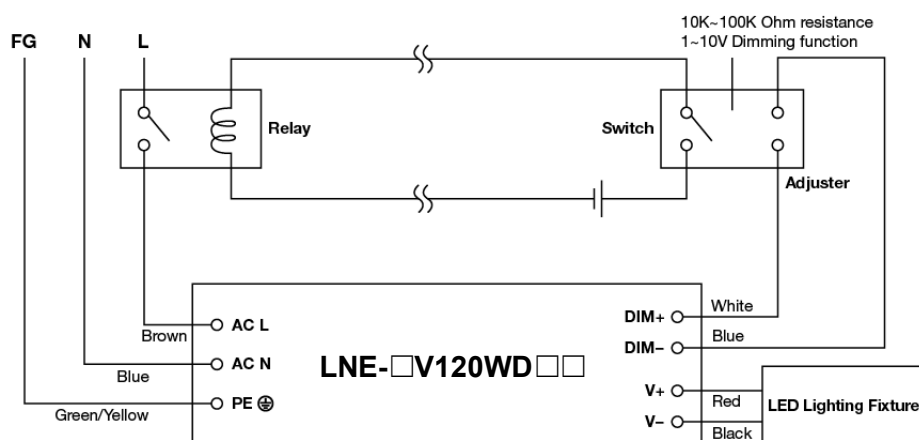 10K~100K Ohm resistance
1~10V Dimming function
FG N L
Relay
Switch
Adjuster
Brown
AC L
Blue
AC N
Green/Yellow
PE
LNE-□V120WD□□
DIM+
White
DIM–
Blue
V+
Red
V–
Black
LED Lighting Fixture